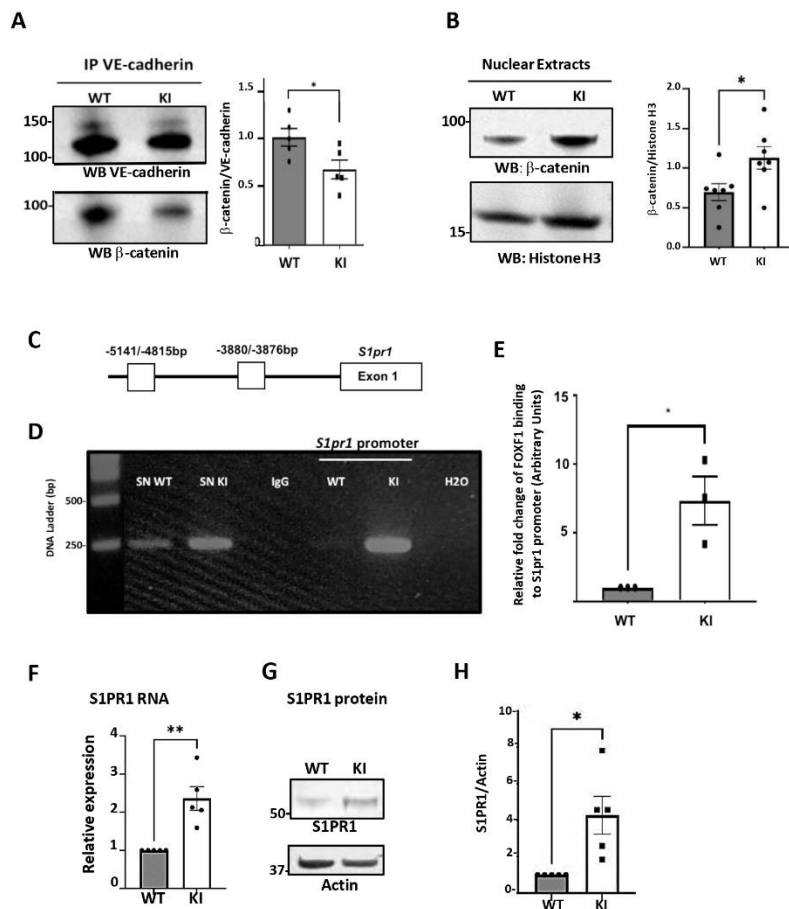 A
IP VE-cadherin
WT KI
150
100
WB VE-cadherin
100
WB β-catenin
β-catenin/VE-cadherin
1.5
1.0
0.5
0
*
WT KI
B
Nuclear Extracts
WT KI
100
WB: β-catenin
15
WB: Histone H3
β-catenin/Histone H3
2.0
1.5
1.0
0.5
0.0
*
WT KI
C
-5141/-4815bp -3880/-3876bp S1pr1
Exon 1
D
S1pr1 promoter
SN WT SN KI IgG WT KI H2O
DNA Ladder (bp)
500-
250-
E
Relative fold change of FOXF1 binding
to S1pr1 promoter (Arbitrary Units)
15
10
5
*
WT KI
F
S1PR1 RNA
Relative expression
4
3
2
1
0
**
WT KI
G
S1PR1 protein
WT KI
50
S1PR1
37-
Actin
H
S1PR1/Actin
10
8
6
4
2
0
*
WT KI